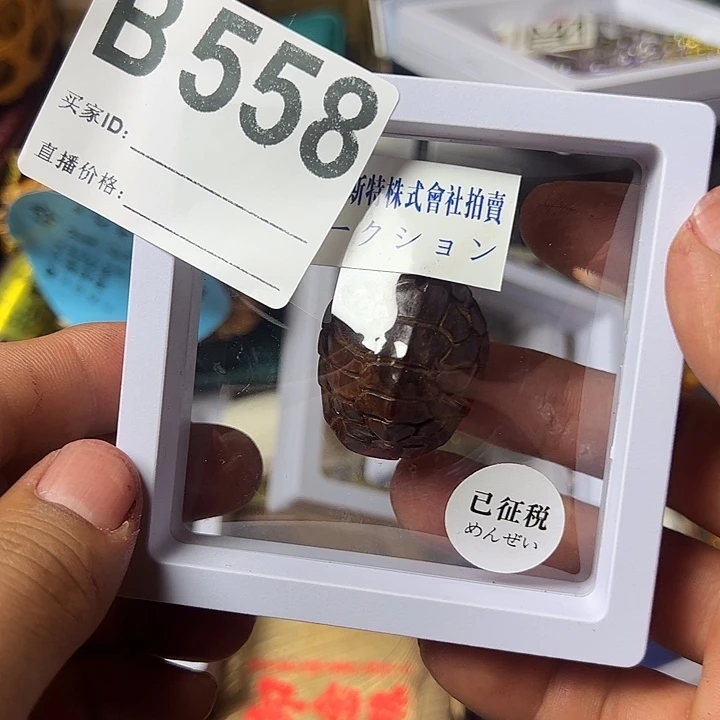 B558
买家ID:
直播价格:
斯特株式會社拍賣
ークション
已征税
めんぜい